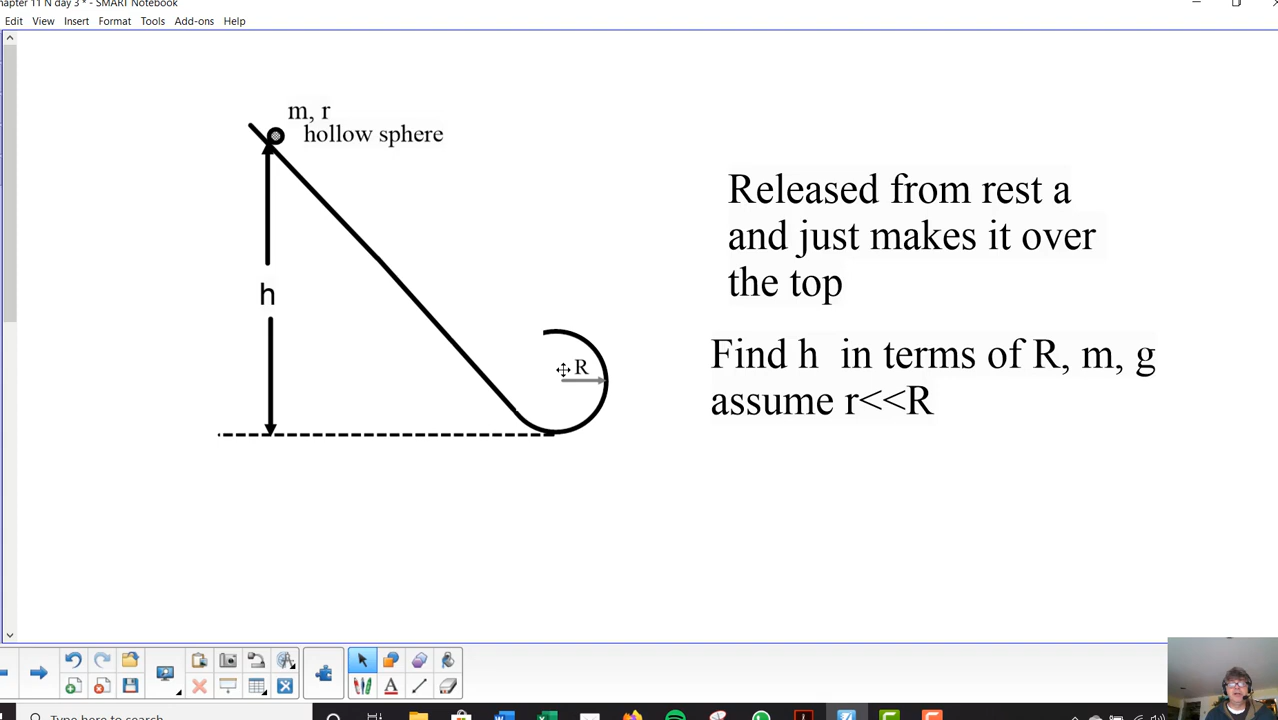 hapter 11 N day 3 * - SMART Notebook
Edit View Insert Format Tools Add-ons Help
m, r
hollow sphere
Released from rest a
and just makes it over
the top
h
R
Find h in terms of R, m, g
assume r<<R
Type here to search